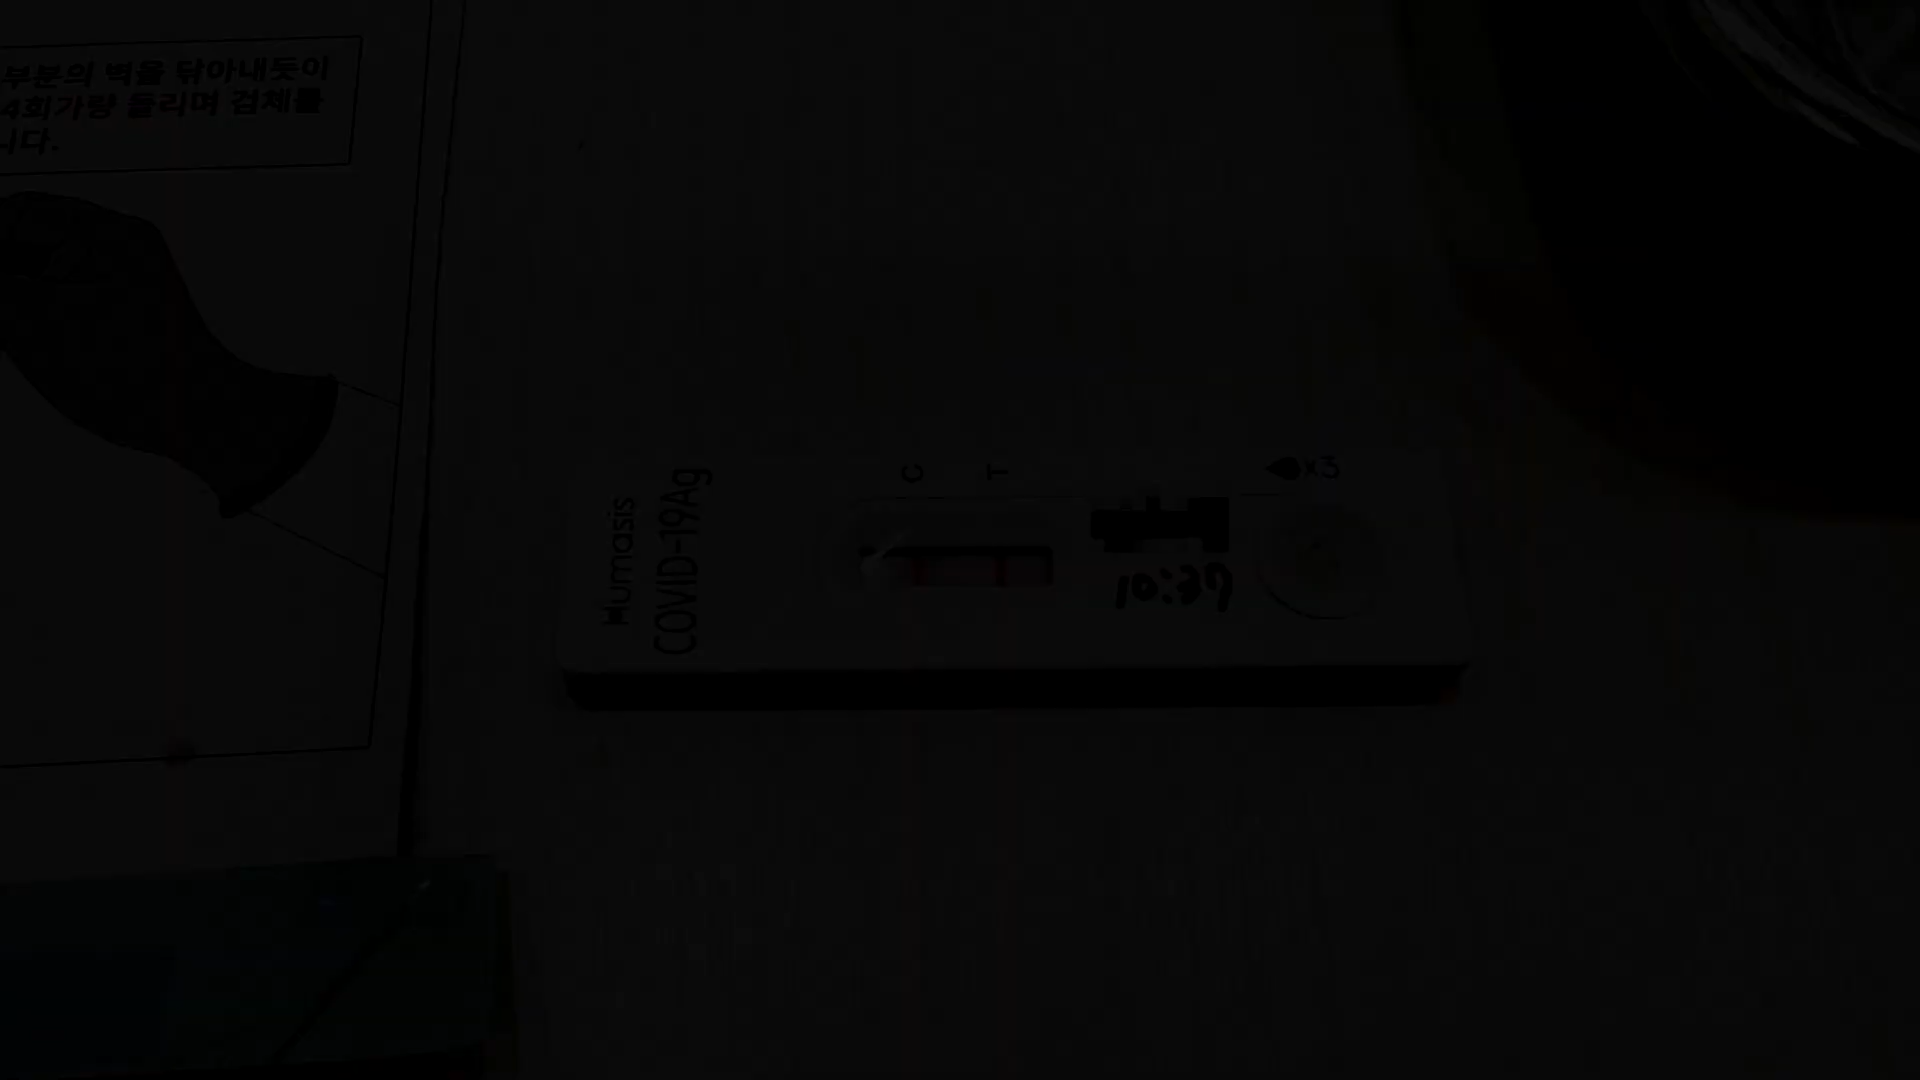 부분의 벽을 닦아내듯이
4회가량 돌리며 검체를
니다.
Humasis
COVID-19Ag
C T
x3
10:39